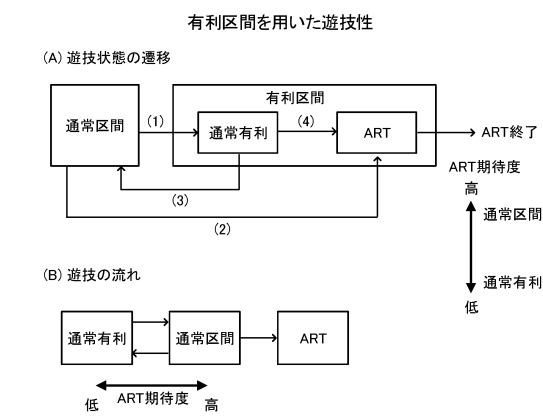 有利区間を用いた遊技性
(A) 遊技状態の遷移
有利区間
通常区間
(1)
通常有利
(4)
ART
ART終了
(3)
(2)
ART期待度
高
通常区間
通常有利
低
(B) 遊技の流れ
通常有利
通常区間
ART
低
ART期待度
高